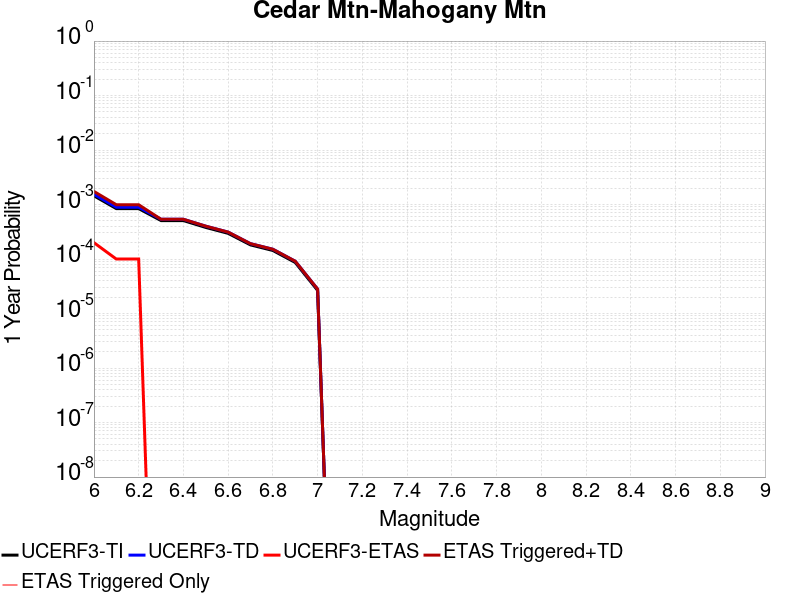 Cedar Mtn-Mahogany Mtn
10^0
10^-1
10^-2
10^-3
10^-4
10^-5
10^-6
10^-7
10^-8
1 Year Probability
6 6.2 6.4 6.6 6.8 7 7.2 7.4 7.6 7.8 8 8.2 8.4 8.6 8.8 9
Magnitude
UCERF3-TI UCERF3-TD UCERF3-ETAS ETAS Triggered+TD
ETAS Triggered Only